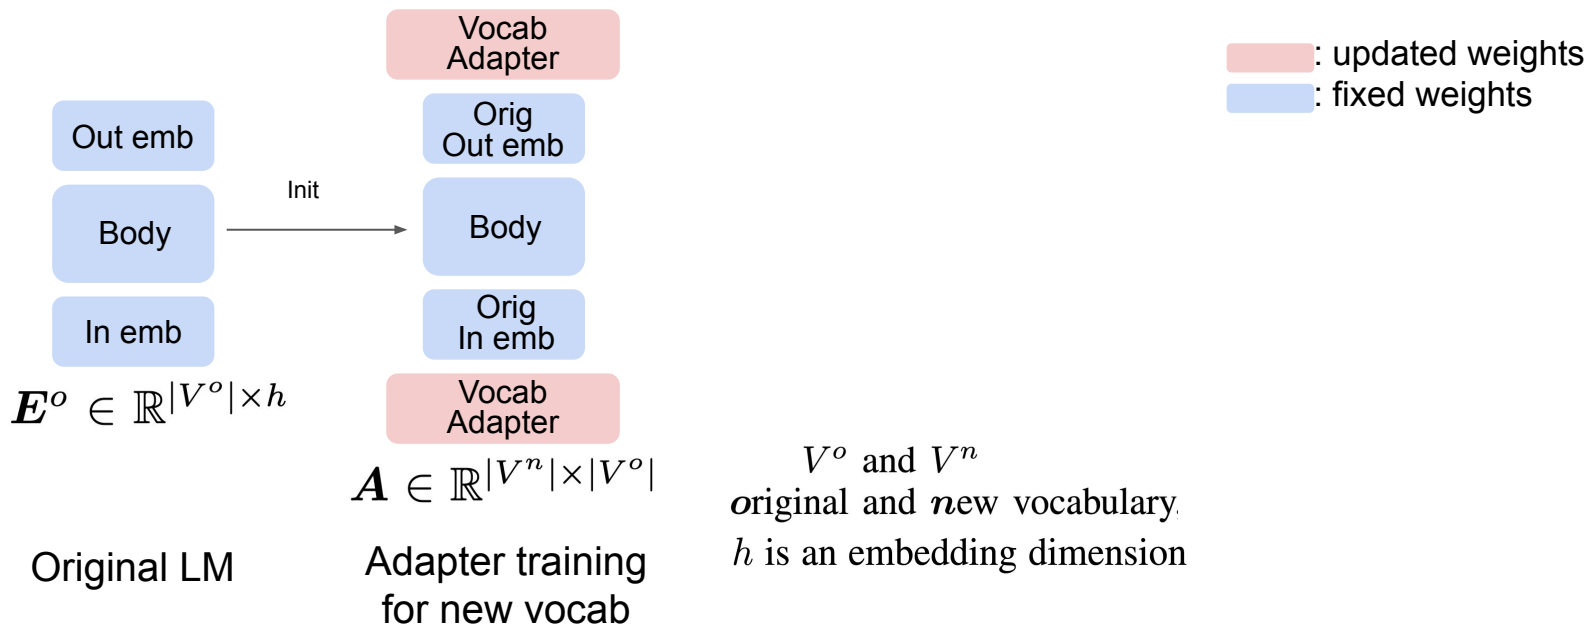 Out emb
Body
In emb
𝑬ᵒ ∈ ℝ^{|Vᵒ|×h}
Original LM
Init
Vocab
Adapter
Orig
Out emb
Body
Orig
In emb
Vocab
Adapter
𝑨 ∈ ℝ^{|Vⁿ|×|Vᵒ|}
Adapter training
for new vocab
: updated weights
: fixed weights
Vᵒ and Vⁿ
original and new vocabulary,
h is an embedding dimension